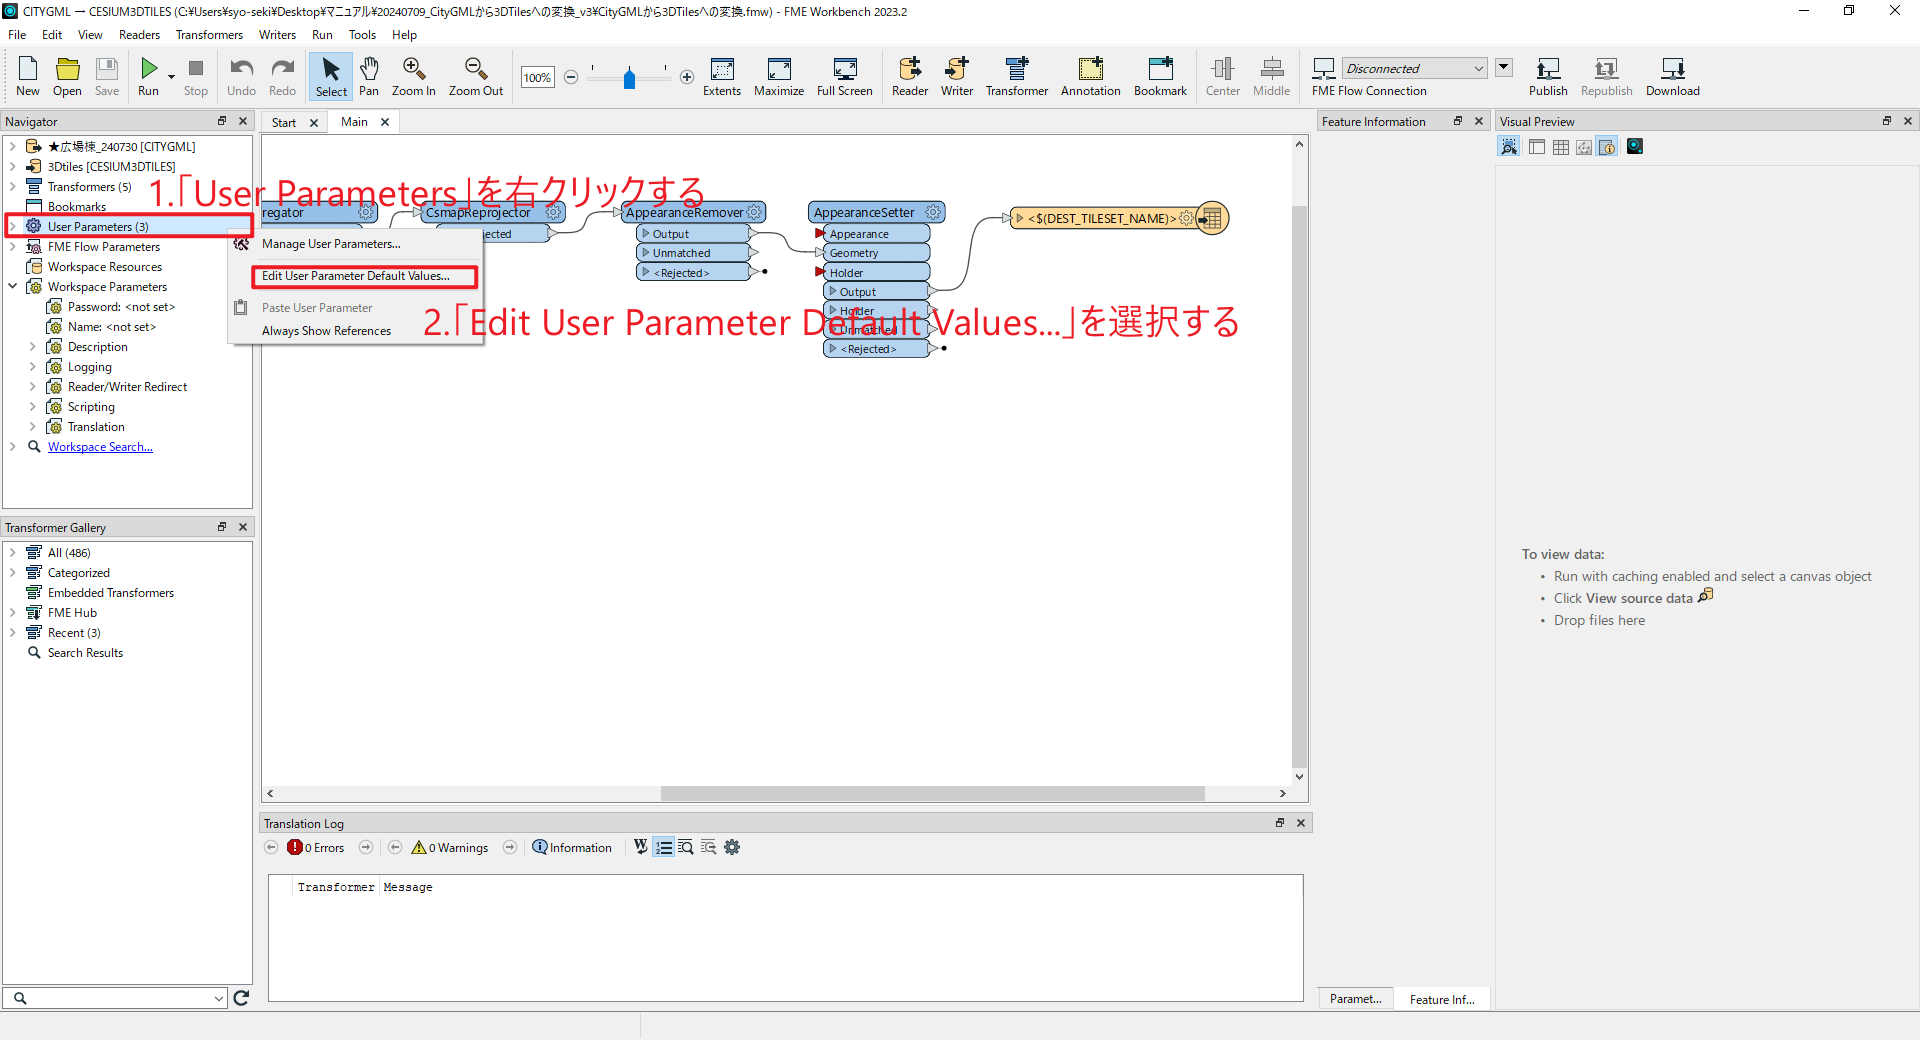 CITYGML → CESIUM3DTILES (C:¥Users¥syo-seki¥Desktop¥マニュアル¥20240709_CityGMLから3DTilesへの変換_v3¥CityGMLから3DTilesへの変換.fmw) - FME Workbench 2023.2
File Edit View Readers Transformers Writers Run Tools Help
100%
Disconnected
New Open Save Run Stop Undo Redo Select Pan Zoom In Zoom Out Extents Maximize Full Screen Reader Writer Transformer Annotation Bookmark Center Middle FME Flow Connection Publish Republish Download
Navigator
★広場棟_240730 [CITYGML]
3Dtiles [CESIUM3DTILES]
Transformers (5)
Bookmarks
User Parameters (3)
FME Flow Parameters
Workspace Resources
Workspace Parameters
Password: <not set>
Name: <not set>
Description
Logging
Reader/Writer Redirect
Scripting
Translation
Workspace Search...
Start
Main
1.「User Parameters」を右クリックする
Manage User Parameters...
Edit User Parameter Default Values...
Paste User Parameter
Always Show References
2.「Edit User Parameter Default Values...」を選択する
regator
CsmapReprojector
jected
AppearanceRemover
Output
Unmatched
<Rejected>
AppearanceSetter
Appearance
Geometry
Holder
Output
Holder
Unmatched
<Rejected>
<$(DEST_TILESET_NAME)>
Feature Information
Visual Preview
To view data:
• Run with caching enabled and select a canvas object
• Click View source data
• Drop files here
Transformer Gallery
All (486)
Categorized
Embedded Transformers
FME Hub
Recent (3)
Search Results
Translation Log
0 Errors
0 Warnings
Information
Transformer Message
Paramet...
Feature Inf...